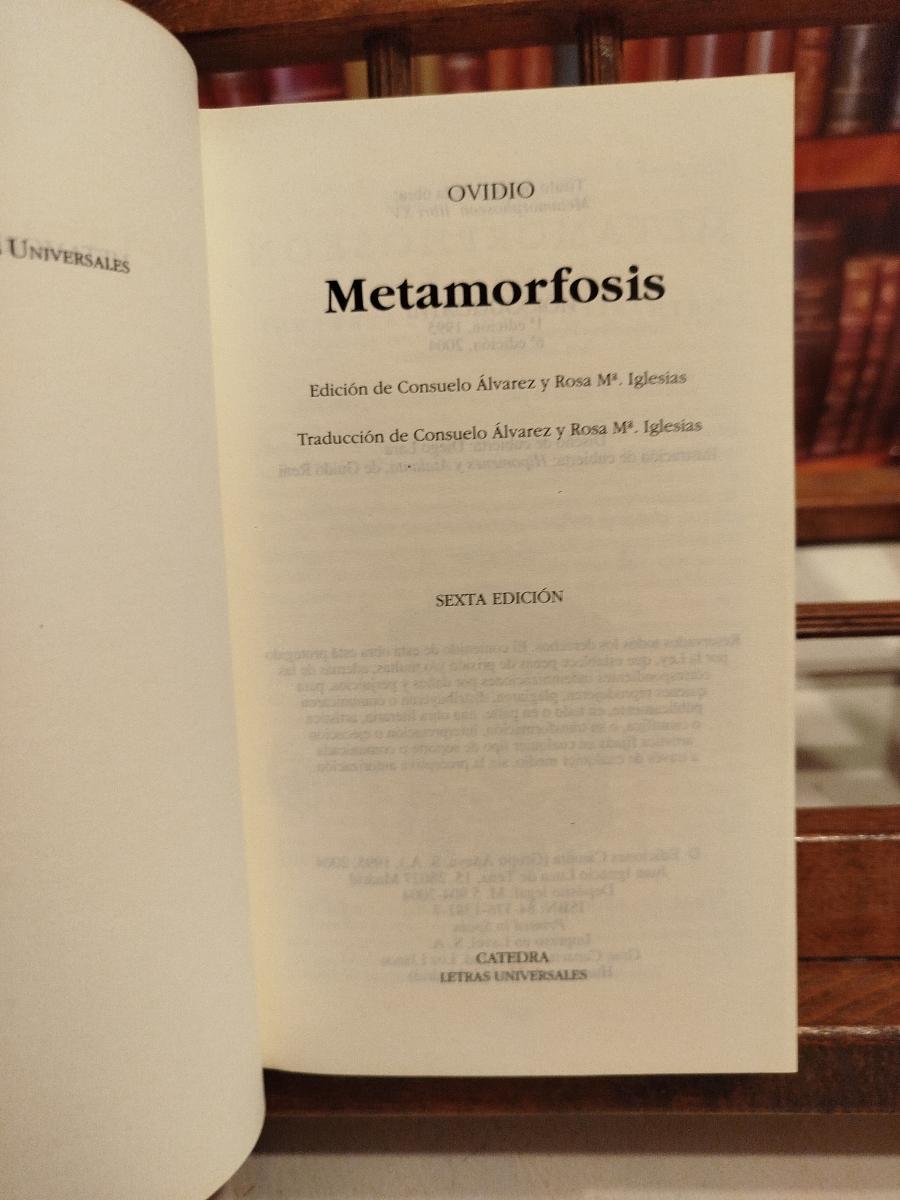 UNIVERSALES
OVIDIO
Metamorfosis
Edición de Consuelo Álvarez y Rosa Mª. Iglesias
Traducción de Consuelo Álvarez y Rosa Mª. Iglesias
SEXTA EDICIÓN
CATEDRA
LETRAS UNIVERSALES